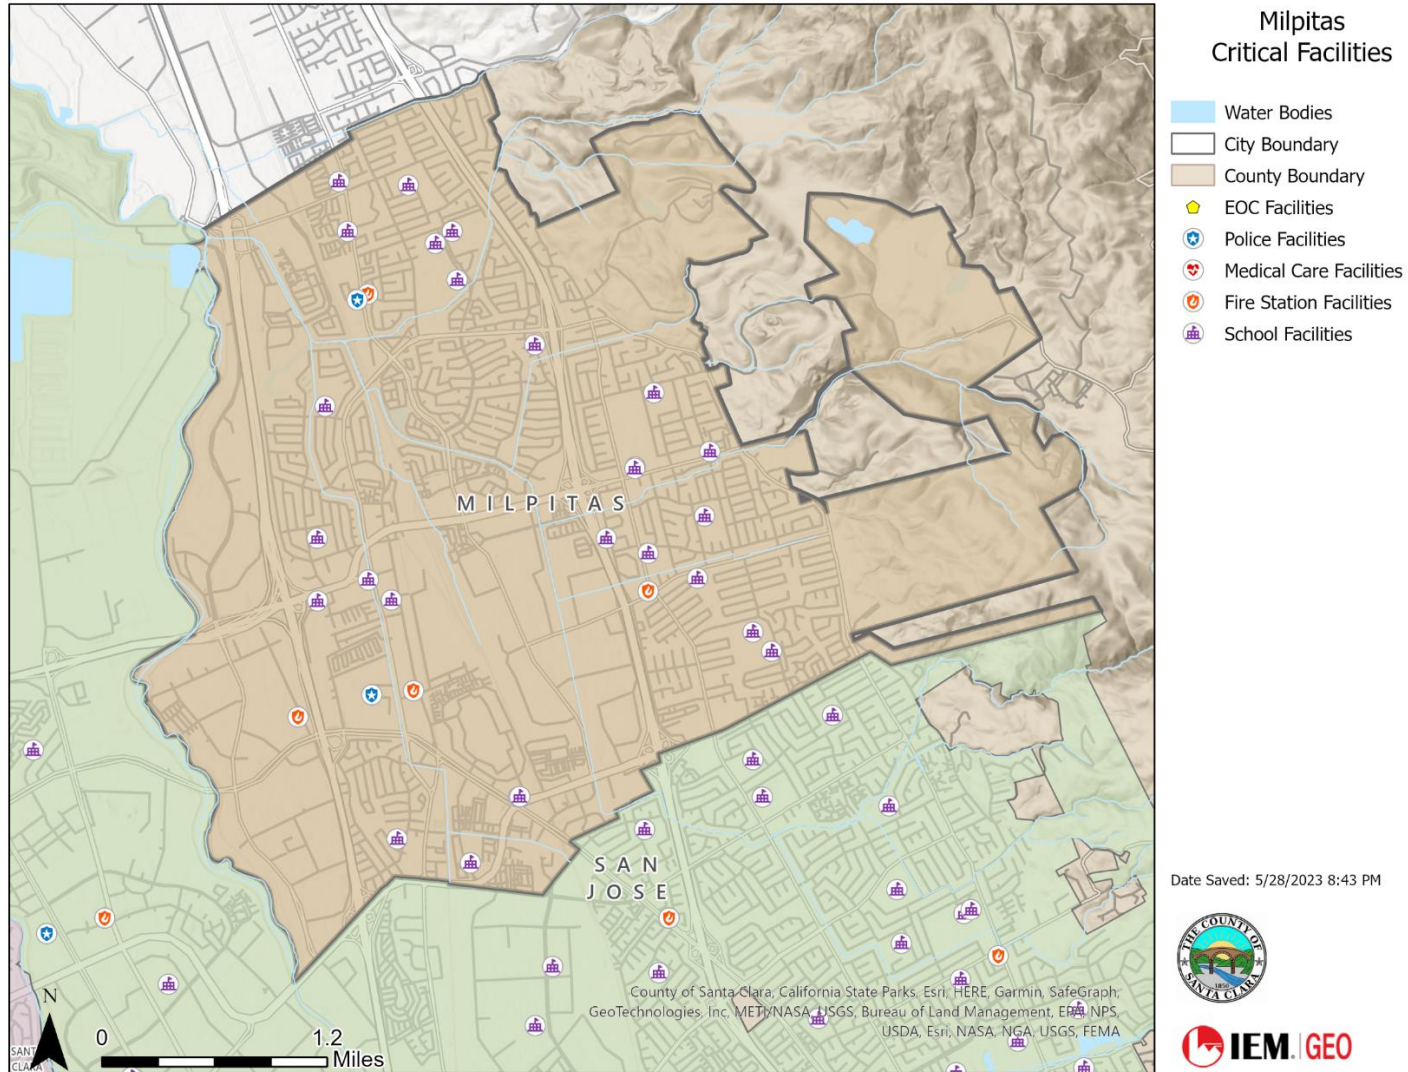 Milpitas
Critical Facilities
Water Bodies
City Boundary
County Boundary
EOC Facilities
Police Facilities
Medical Care Facilities
Fire Station Facilities
School Facilities
MILPITAS
SAN
JOSE
SANTA
CLARA
N
0 1.2
Miles
County of Santa Clara, California State Parks, Esri, HERE, Garmin, SafeGraph,
GeoTechnologies, Inc, METI/NASA, USGS, Bureau of Land Management, EPA, NPS,
USDA, Esri, NASA, NGA, USGS, FEMA
Date Saved: 5/28/2023 8:43 PM
THE COUNTY OF
SANTA CLARA
1850
IEM. GEO